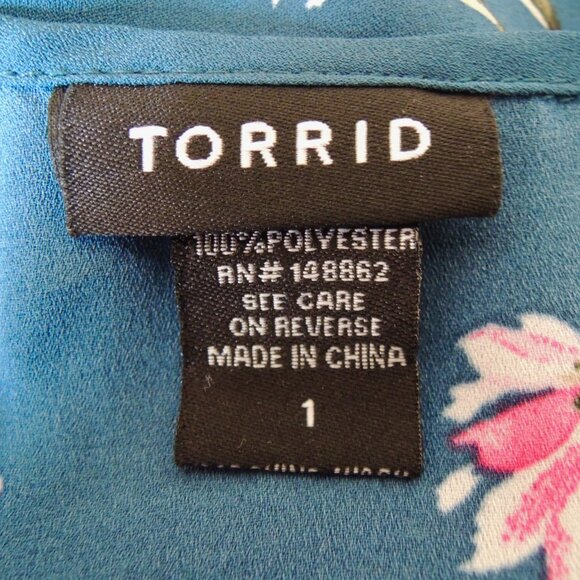 TORRID
100%POLYESTER
RN# 148862
SEE CARE
ON REVERSE
MADE IN CHINA
1